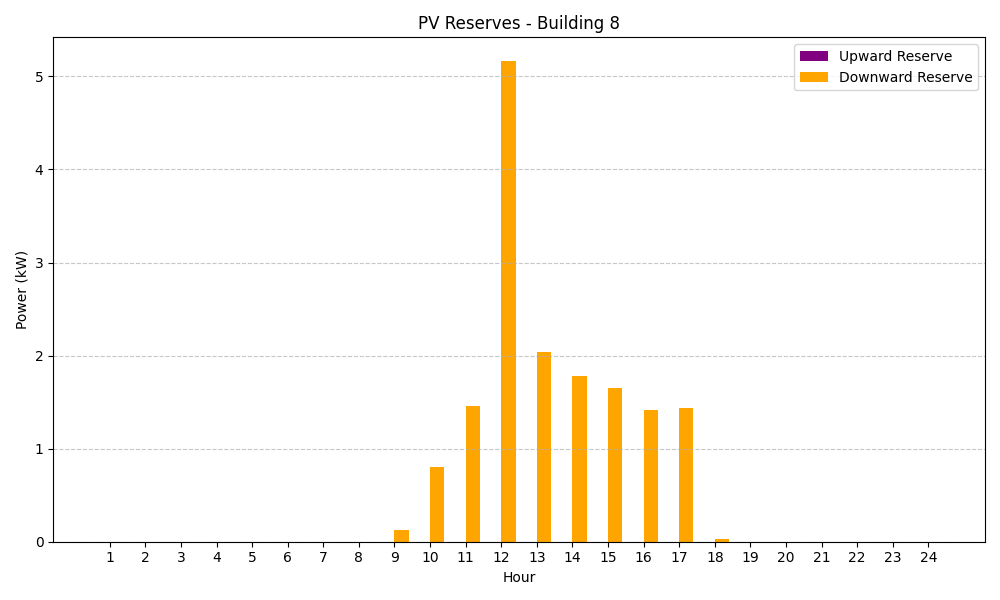 PV Reserves - Building 8
Upward Reserve
Downward Reserve
Power (kW)
5
4
3
2
1
0
1 2 3 4 5 6 7 8 9 10 11 12 13 14 15 16 17 18 19 20 21 22 23 24
Hour